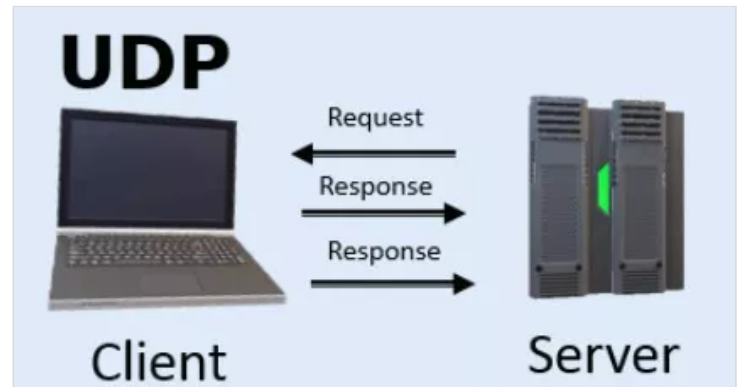 UDP
Request
Response
Response
Client
Server